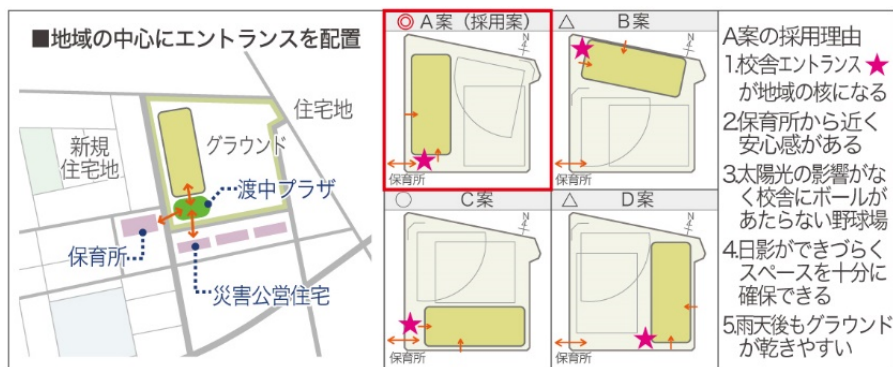 ■地域の中心にエントランスを配置
住宅地
新規
住宅地
グラウンド
渡中プラザ
保育所
災害公営住宅
◎ A案（採用案）
N
保育所
△ B案
N
保育所
○ C案
N
保育所
△ D案
N
保育所
A案の採用理由
1.校舎エントランス★
が地域の核になる
2.保育所から近く
安心感がある
3.太陽光の影響がな
く校舎にボールが
あたらない野球場
4.日影ができづらく
スペースを十分に
確保できる
5.雨天後もグラウンド
が乾きやすい